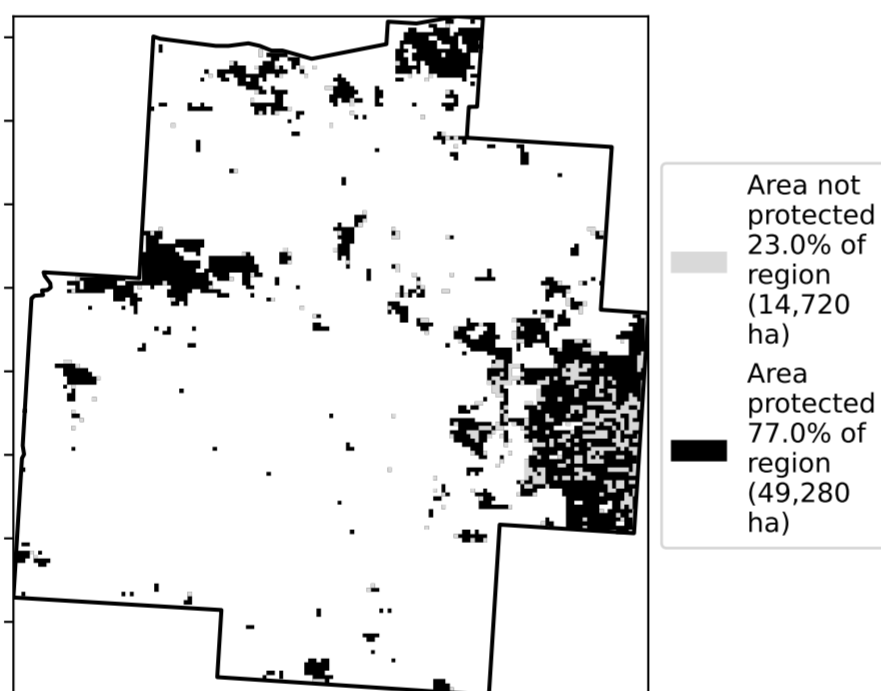 Area not
protected
23.0% of
region
(14,720
ha)
Area
protected
77.0% of
region
(49,280
ha)